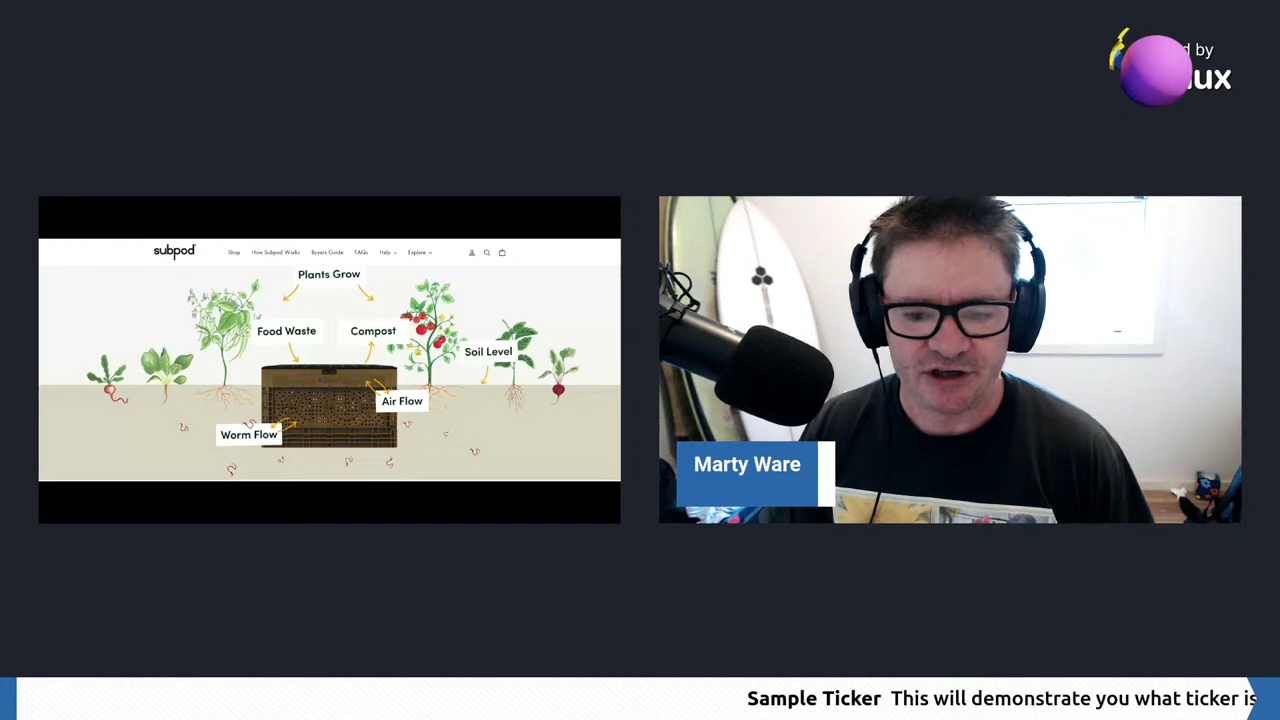 d by
ux
subpod
Shop How Subpod Works Buyers Guide FAQs Help Explore
Plants Grow
Food Waste
Compost
Soil Level
Air Flow
Worm Flow
Marty Ware
Sample Ticker This will demonstrate you what ticker is